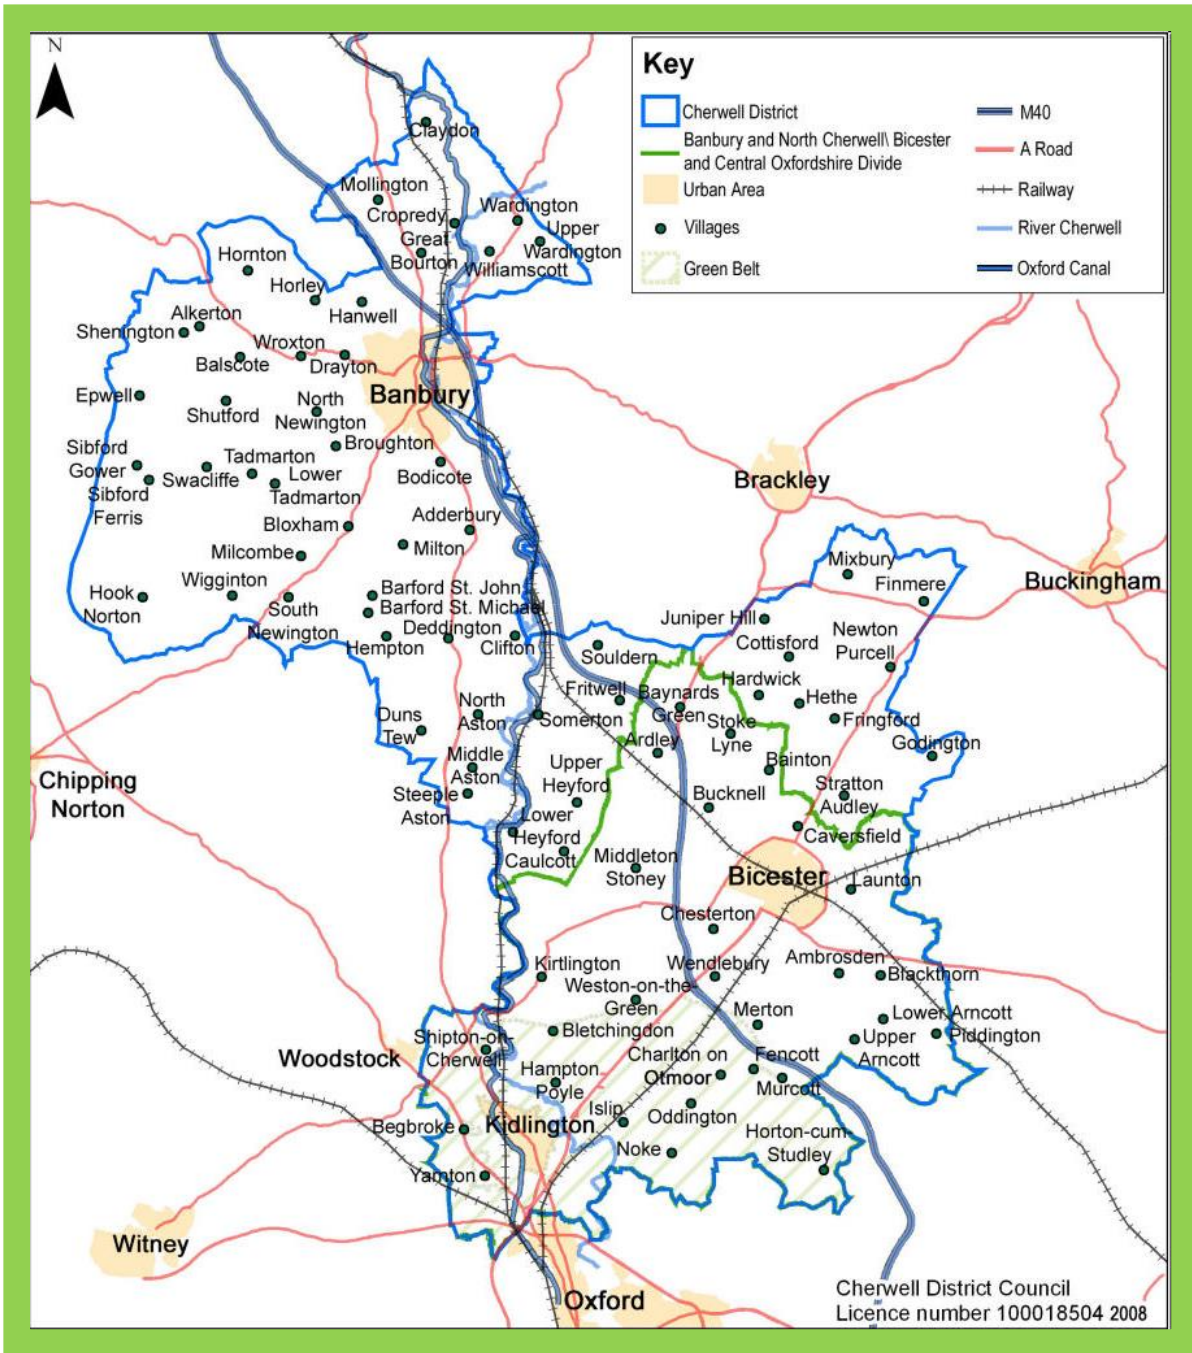 N
Key
Cherwell District
Banbury and North Cherwell\ Bicester
and Central Oxfordshire Divide
Urban Area
Villages
Green Belt
M40
A Road
Railway
River Cherwell
Oxford Canal
Claydon
Mollington
Cropredy
Wardington
Great
Bourton
Upper
Wardington
Williamscott
Hornton
Horley
Hanwell
Alkerton
Shenington
Wroxton
Balscote
Drayton
Epwell
Shutford
North
Newington
Banbury
Broughton
Sibford
Gower
Swacliffe
Tadmarton
Lower
Tadmarton
Bodicote
Sibford
Ferris
Brackley
Bloxham
Adderbury
Milton
Milcombe
Mixbury
Finmere
Buckingham
Hook
Norton
Wigginton
South
Newington
Barford St. John
Barford St. Michael
Deddington
Hempton
Clifton
Juniper Hill
Cottisford
Newton
Purcell
Souldern
Hardwick
Hethe
Fringford
Fritwell
Baynards
Green
Stoke
Lyne
Duns
Tew
North
Aston
Somerton
Ardley
Godington
Middle
Aston
Upper
Heyford
Bainton
Chipping
Norton
Steeple
Aston
Bucknell
Stratton
Audley
Lower
Heyford
Caversfield
Caulcott
Middleton
Stoney
Bicester
Launton
Chesterton
Kirtlington
Wendlebury
Ambrosden
Blackthorn
Weston-on-the-
Green
Merton
Lower Arncott
Upper
Arncott
Piddington
Bletchingdon
Shipton-on-
Cherwell
Woodstock
Hampton
Poyle
Charlton on
Otmoor
Fencott
Murcott
Islip
Oddington
Begbroke
Kidlington
Noke
Horton-cum-
Studley
Yarnton
Witney
Oxford
Cherwell District Council
Licence number 100018504 2008